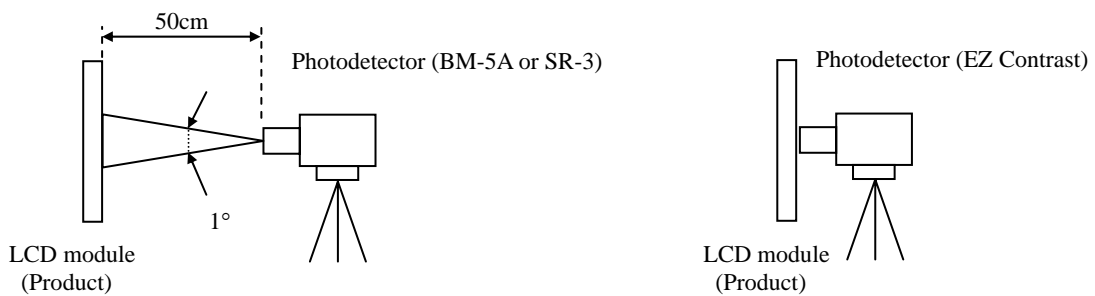 50cm
Photodetector (BM-5A or SR-3)
1°
LCD module
(Product)
Photodetector (EZ Contrast)
LCD module
(Product)